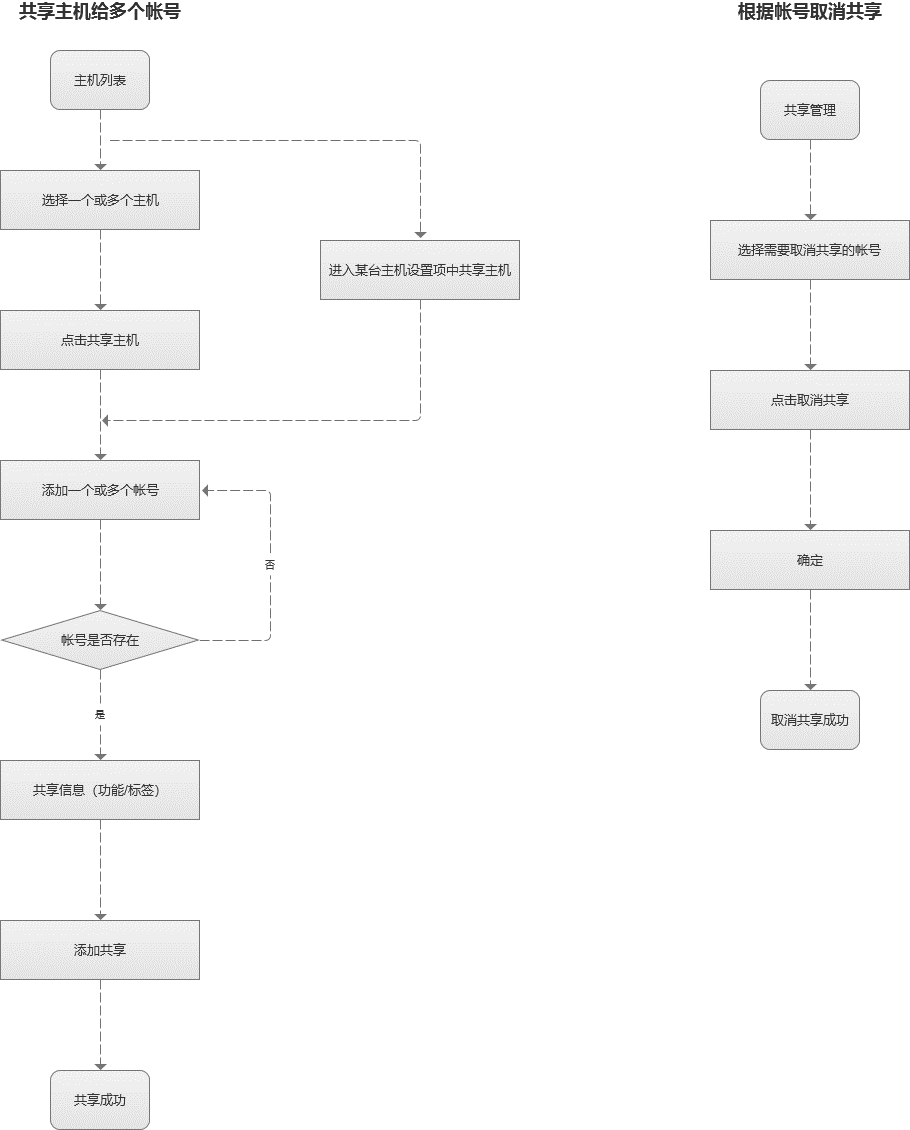 共享主机给多个帐号
主机列表
选择一个或多个主机
进入某台主机设置项中共享主机
点击共享主机
添加一个或多个帐号
否
帐号是否存在
是
共享信息（功能/标签）
添加共享
共享成功
根据帐号取消共享
共享管理
选择需要取消共享的帐号
点击取消共享
确定
取消共享成功